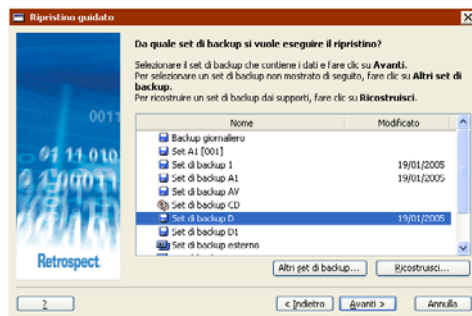 Ripristino guidato
Da quale set di backup si vuole eseguire il ripristino?
Selezionare il set di backup che contiene i dati e fare clic su Avanti.
Per selezionare un set di backup non mostrato di seguito, fare clic su Altri set di
backup.
Per ricostruire un set di backup dai supporti, fare clic su Ricostruisci.
Nome Modificato
Backup giornaliero
Set A1 [001]
Set di backup 1 19/01/2005
Set di backup A1 19/01/2005
Set di backup AV
Set di backup CD
Set di backup D 19/01/2005
Set di backup D1
Set di backup esterno
Retrospect
Altri set di backup... Ricostruisci...
? < Indietro Avanti > Annulla